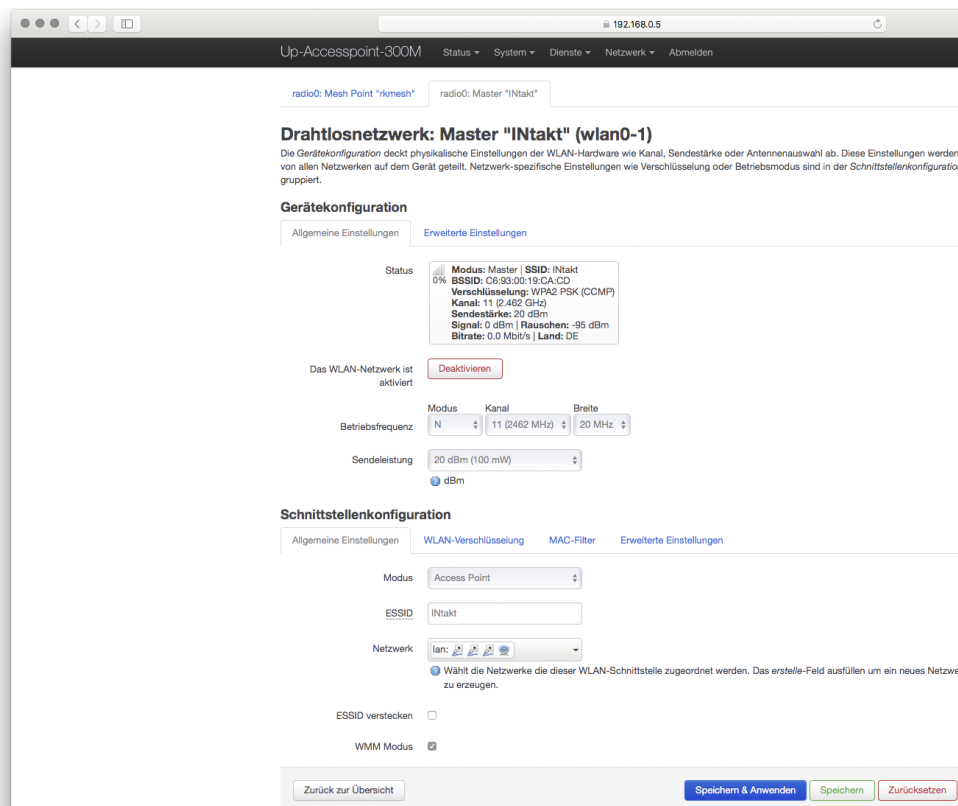 192.168.0.5
Up-Accesspoint-300M Status System Dienste Netzwerk Abmelden
radio0: Mesh Point "rkmesh" radio0: Master "INtakt"
Drahtlosnetzwerk: Master "INtakt" (wlan0-1)
Die Gerätekonfiguration deckt physikalische Einstellungen der WLAN-Hardware wie Kanal, Sendestärke oder Antennenauswahl ab. Diese Einstellungen werden
von allen Netzwerken auf dem Gerät geteilt. Netzwerk-spezifische Einstellungen wie Verschlüsselung oder Betriebsmodus sind in der Schnittstellenkonfiguration
gruppiert.
Gerätekonfiguration
Allgemeine Einstellungen Erweiterte Einstellungen
Status
0%
Modus: Master | SSID: INtakt
BSSID: C6:93:00:19:CA:CD
Verschlüsselung: WPA2 PSK (CCMP)
Kanal: 11 (2.462 GHz)
Sendestärke: 20 dBm
Signal: 0 dBm | Rauschen: -95 dBm
Bitrate: 0.0 Mbit/s | Land: DE
Das WLAN-Netzwerk ist
aktiviert
Deaktivieren
Modus Kanal Breite
Betriebsfrequenz N 11 (2462 MHz) 20 MHz
Sendeleistung 20 dBm (100 mW)
dBm
Schnittstellenkonfiguration
Allgemeine Einstellungen WLAN-Verschlüsselung MAC-Filter Erweiterte Einstellungen
Modus Access Point
ESSID INtakt
Netzwerk lan:
Wählt die Netzwerke die dieser WLAN-Schnittstelle zugeordnet werden. Das erstelle-Feld ausfüllen um ein neues Netzwe
zu erzeugen.
ESSID verstecken
WMM Modus
Zurück zur Übersicht Speichern & Anwenden Speichern Zurücksetzen